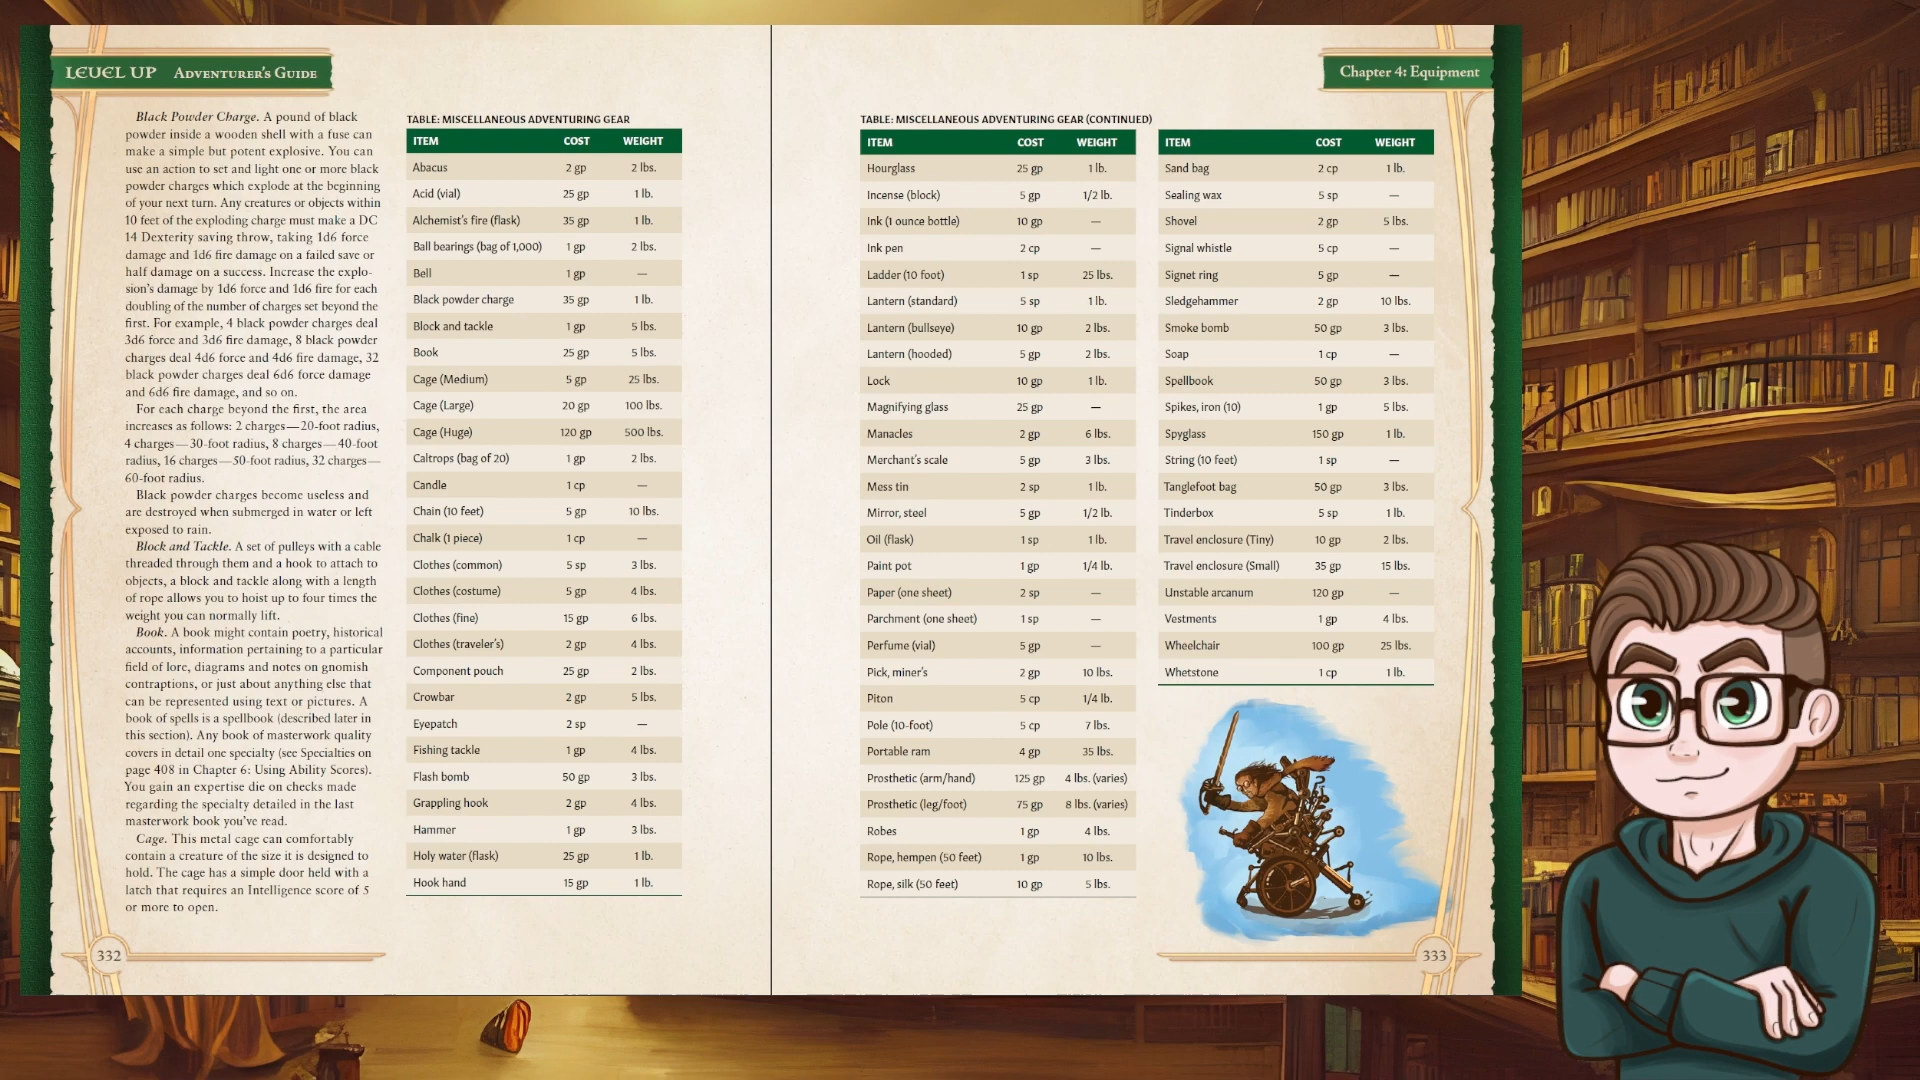 LEVEL UP ADVENTURER'S GUIDE
Black Powder Charge. A pound of black
powder inside a wooden shell with a fuse can
make a simple but potent explosive. You can
use an action to set and light one or more black
powder charges which explode at the beginning
of your next turn. Any creatures or objects within
10 feet of the exploding charge must make a DC
14 Dexterity saving throw, taking 1d6 force
damage and 1d6 fire damage on a failed save or
half damage on a success. Increase the explo-
sion's damage by 1d6 force and 1d6 fire for each
doubling of the number of charges set beyond the
first. For example, 4 black powder charges deal
3d6 force and 3d6 fire damage, 8 black powder
charges deal 4d6 force and 4d6 fire damage, 32
black powder charges deal 6d6 force damage
and 6d6 fire damage, and so on.
For each charge beyond the first, the area
increases as follows: 2 charges—20-foot radius,
4 charges—30-foot radius, 8 charges—40-foot
radius, 16 charges—50-foot radius, 32 charges—
60-foot radius.
Black powder charges become useless and
are destroyed when submerged in water or left
exposed to rain.
Block and Tackle. A set of pulleys with a cable
threaded through them and a hook to attach to
objects, a block and tackle along with a length
of rope allows you to hoist up to four times the
weight you can normally lift.
Book. A book might contain poetry, historical
accounts, information pertaining to a particular
field of lore, diagrams and notes on gnomish
contraptions, or just about anything else that
can be represented using text or pictures. A
book of spells is a spellbook (described later in
this section). Any book of masterwork quality
covers in detail one specialty (see Specialties on
page 408 in Chapter 6: Using Ability Scores).
You gain an expertise die on checks made
regarding the specialty detailed in the last
masterwork book you've read.
Cage. This metal cage can comfortably
contain a creature of the size it is designed to
hold. The cage has a simple door held with a
latch that requires an Intelligence score of 5
or more to open.
332
TABLE: MISCELLANEOUS ADVENTURING GEAR
ITEM COST WEIGHT
Abacus 2 gp 2 lbs.
Acid (vial) 25 gp 1 lb.
Alchemist's fire (flask) 35 gp 1 lb.
Ball bearings (bag of 1,000) 1 gp 2 lbs.
Bell 1 gp —
Black powder charge 35 gp 1 lb.
Block and tackle 1 gp 5 lbs.
Book 25 gp 5 lbs.
Cage (Medium) 5 gp 25 lbs.
Cage (Large) 20 gp 100 lbs.
Cage (Huge) 120 gp 500 lbs.
Caltrops (bag of 20) 1 gp 2 lbs.
Candle 1 cp —
Chain (10 feet) 5 gp 10 lbs.
Chalk (1 piece) 1 cp —
Clothes (common) 5 sp 3 lbs.
Clothes (costume) 5 gp 4 lbs.
Clothes (fine) 15 gp 6 lbs.
Clothes (traveler's) 2 gp 4 lbs.
Component pouch 25 gp 2 lbs.
Crowbar 2 gp 5 lbs.
Eyepatch 2 sp —
Fishing tackle 1 gp 4 lbs.
Flash bomb 50 gp 3 lbs.
Grappling hook 2 gp 4 lbs.
Hammer 1 gp 3 lbs.
Holy water (flask) 25 gp 1 lb.
Hook hand 15 gp 1 lb.
Chapter 4: Equipment
TABLE: MISCELLANEOUS ADVENTURING GEAR (CONTINUED)
ITEM COST WEIGHT
Hourglass 25 gp 1 lb.
Incense (block) 5 gp 1/2 lb.
Ink (1 ounce bottle) 10 gp —
Ink pen 2 cp —
Ladder (10 foot) 1 sp 25 lbs.
Lantern (standard) 5 sp 1 lb.
Lantern (bullseye) 10 gp 2 lbs.
Lantern (hooded) 5 gp 2 lbs.
Lock 10 gp 1 lb.
Magnifying glass 25 gp —
Manacles 2 gp 6 lbs.
Merchant's scale 5 gp 3 lbs.
Mess tin 2 sp 1 lb.
Mirror, steel 5 gp 1/2 lb.
Oil (flask) 1 sp 1 lb.
Paint pot 1 gp 1/4 lb.
Paper (one sheet) 2 sp —
Parchment (one sheet) 1 sp —
Perfume (vial) 5 gp —
Pick, miner's 2 gp 10 lbs.
Piton 5 cp 1/4 lb.
Pole (10-foot) 5 cp 7 lbs.
Portable ram 4 gp 35 lbs.
Prosthetic (arm/hand) 125 gp 4 lbs. (varies)
Prosthetic (leg/foot) 75 gp 8 lbs. (varies)
Robes 1 gp 4 lbs.
Rope, hempen (50 feet) 1 gp 10 lbs.
Rope, silk (50 feet) 10 gp 5 lbs.
ITEM COST WEIGHT
Sand bag 2 cp 1 lb.
Sealing wax 5 sp —
Shovel 2 gp 5 lbs.
Signal whistle 5 cp —
Signet ring 5 gp —
Sledgehammer 2 gp 10 lbs.
Smoke bomb 50 gp 3 lbs.
Soap 1 cp —
Spellbook 50 gp 3 lbs.
Spikes, iron (10) 1 gp 5 lbs.
Spyglass 150 gp 1 lb.
String (10 feet) 1 sp —
Tanglefoot bag 50 gp 3 lbs.
Tinderbox 5 sp 1 lb.
Travel enclosure (Tiny) 10 gp 2 lbs.
Travel enclosure (Small) 35 gp 15 lbs.
Unstable arcanum 120 gp —
Vestments 1 gp 4 lbs.
Wheelchair 100 gp 25 lbs.
Whetstone 1 cp 1 lb.
333